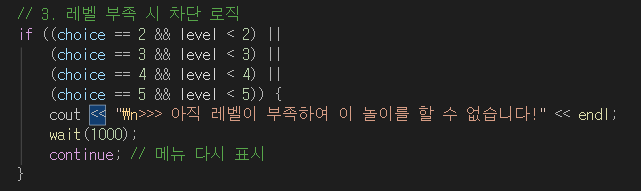 // 3. 레벨 부족 시 차단 로직
if ((choice == 2 && level < 2) ||
(choice == 3 && level < 3) ||
(choice == 4 && level < 4) ||
(choice == 5 && level < 5)) {
cout << "₩n>>> 아직 레벨이 부족하여 이 놀이를 할 수 없습니다!" << endl;
wait(1000);
continue; // 메뉴 다시 표시
}